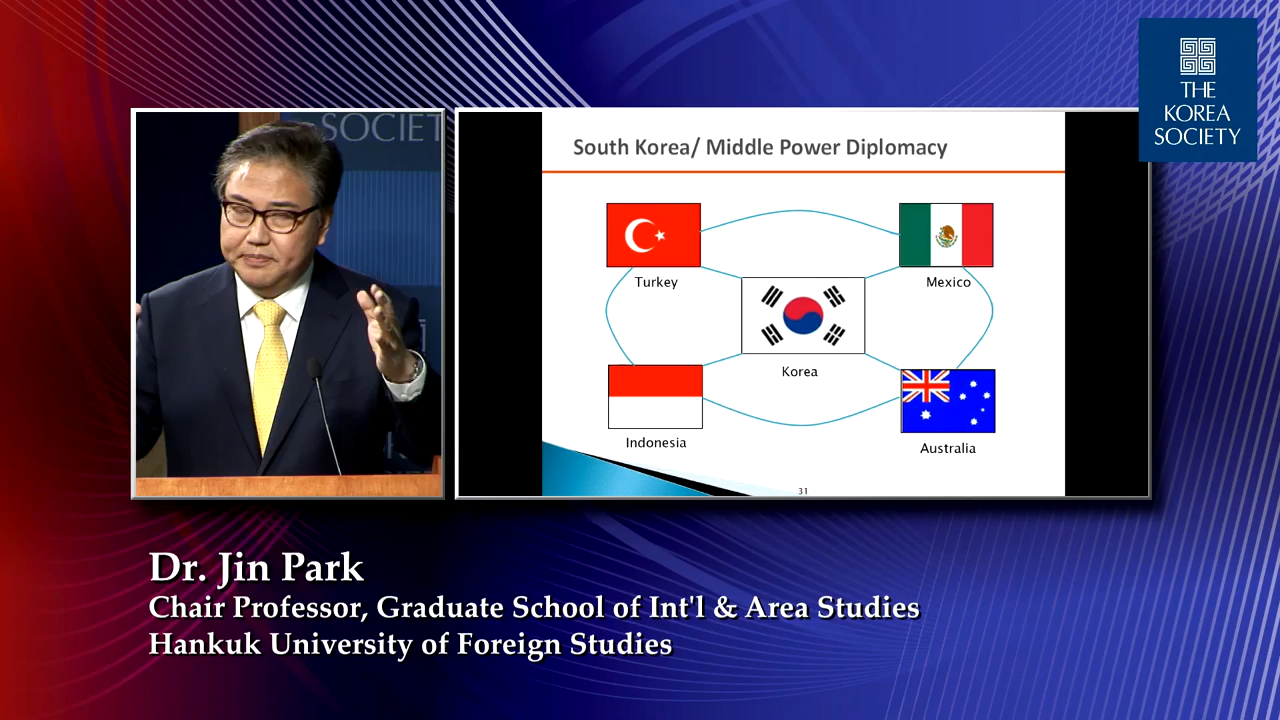 THE
KOREA
SOCIETY
SOCIET
South Korea/ Middle Power Diplomacy
Turkey
Mexico
Korea
Indonesia
Australia
31
Dr. Jin Park
Chair Professor, Graduate School of Int'l & Area Studies
Hankuk University of Foreign Studies